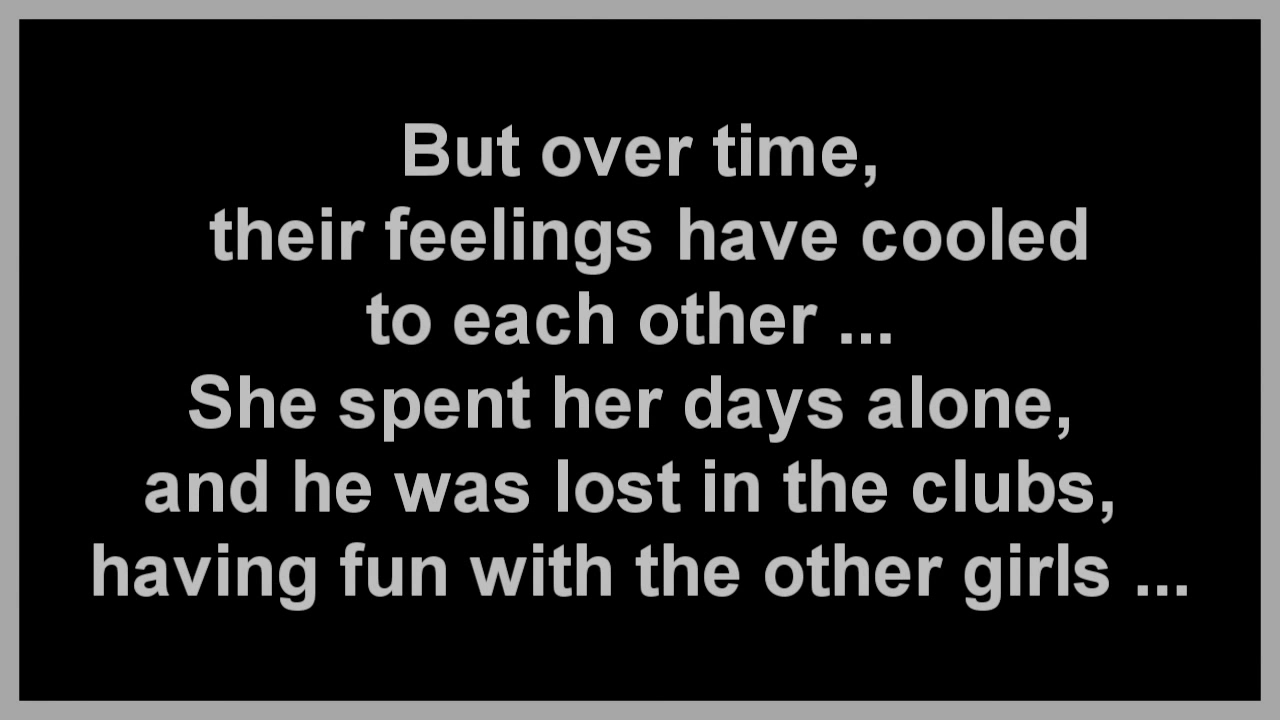 But over time,
their feelings have cooled
to each other ...
She spent her days alone,
and he was lost in the clubs,
having fun with the other girls ...